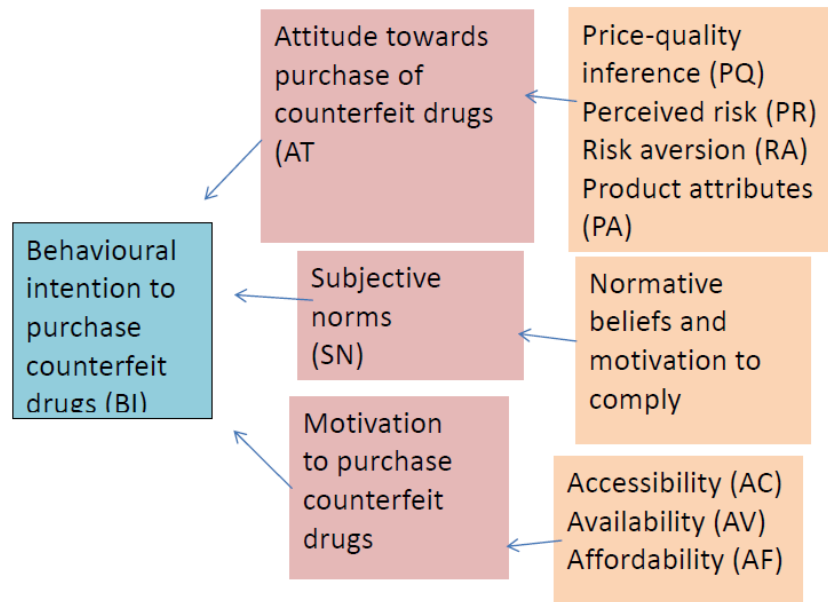 Attitude towards
purchase of
counterfeit drugs
(AT
Price-quality
inference (PQ)
Perceived risk (PR)
Risk aversion (RA)
Product attributes
(PA)
Behavioural
intention to
purchase
counterfeit
drugs (BI)
Subjective
norms
(SN)
Normative
beliefs and
motivation to
comply
Motivation
to purchase
counterfeit
drugs
Accessibility (AC)
Availability (AV)
Affordability (AF)